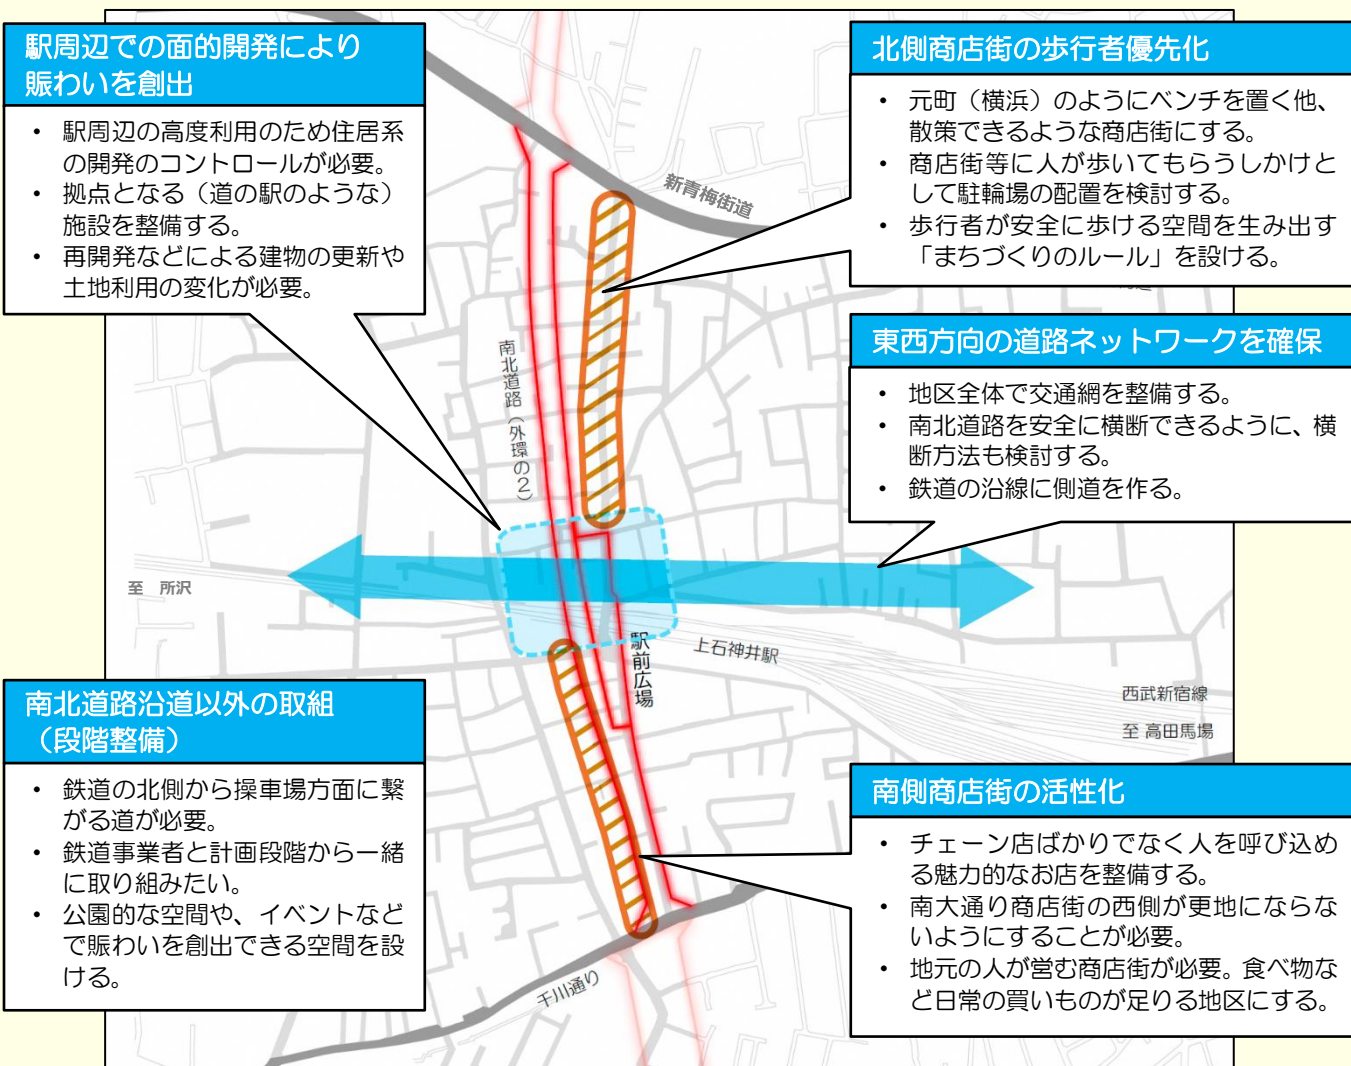 駅周辺での面的開発により
賑わいを創出
• 駅周辺の高度利用のため住居系
の開発のコントロールが必要。
• 拠点となる（道の駅のような）
施設を整備する。
• 再開発などによる建物の更新や
土地利用の変化が必要。
北側商店街の歩行者優先化
• 元町（横浜）のようにベンチを置く他、
散策できるような商店街にする。
• 商店街等に人が歩いてもらうしかけと
して駐輪場の配置を検討する。
• 歩行者が安全に歩ける空間を生み出す
「まちづくりのルール」を設ける。
新青梅街道
東西方向の道路ネットワークを確保
• 地区全体で交通網を整備する。
• 南北道路を安全に横断できるように、横
断方法も検討する。
• 鉄道の沿線に側道を作る。
南北道路（外環の２）
至 所沢
駅前広場
上石神井駅
西武新宿線
至 高田馬場
南北道路沿道以外の取組
（段階整備）
• 鉄道の北側から操車場方面に繋
がる道が必要。
• 鉄道事業者と計画段階から一緒
に取り組みたい。
• 公園的な空間や、イベントなど
で賑わいを創出できる空間を設
ける。
南側商店街の活性化
• チェーン店ばかりでなく人を呼び込め
る魅力的なお店を整備する。
• 南大通り商店街の西側が更地にならな
いようにすることが必要。
• 地元の人が営む商店街が必要。食べ物な
ど日常の買いものが足りる地区にする。
千川通り